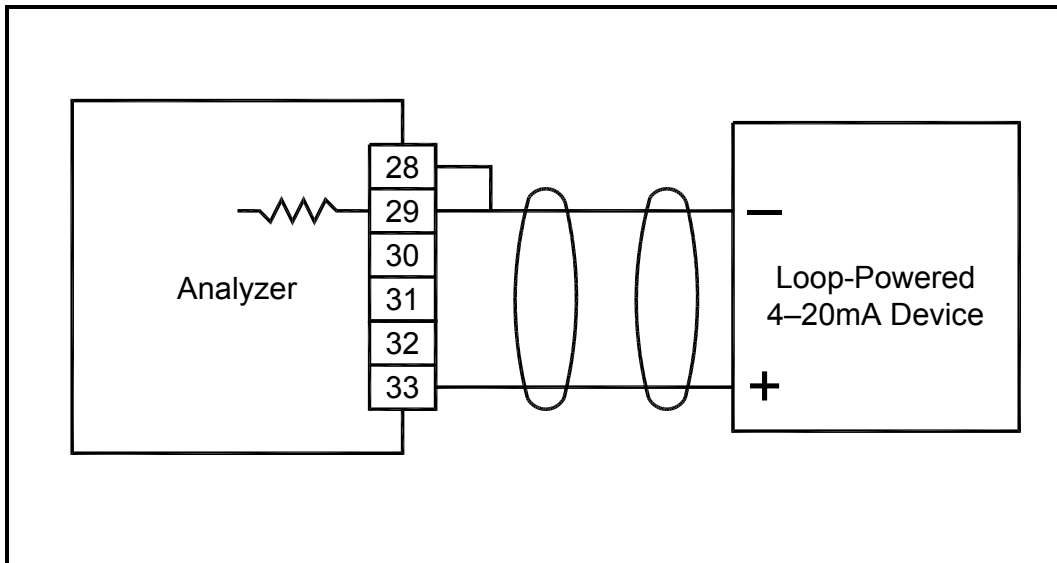 28
29
30
31
32
33
Analyzer
−
+
Loop-Powered
4–20mA Device